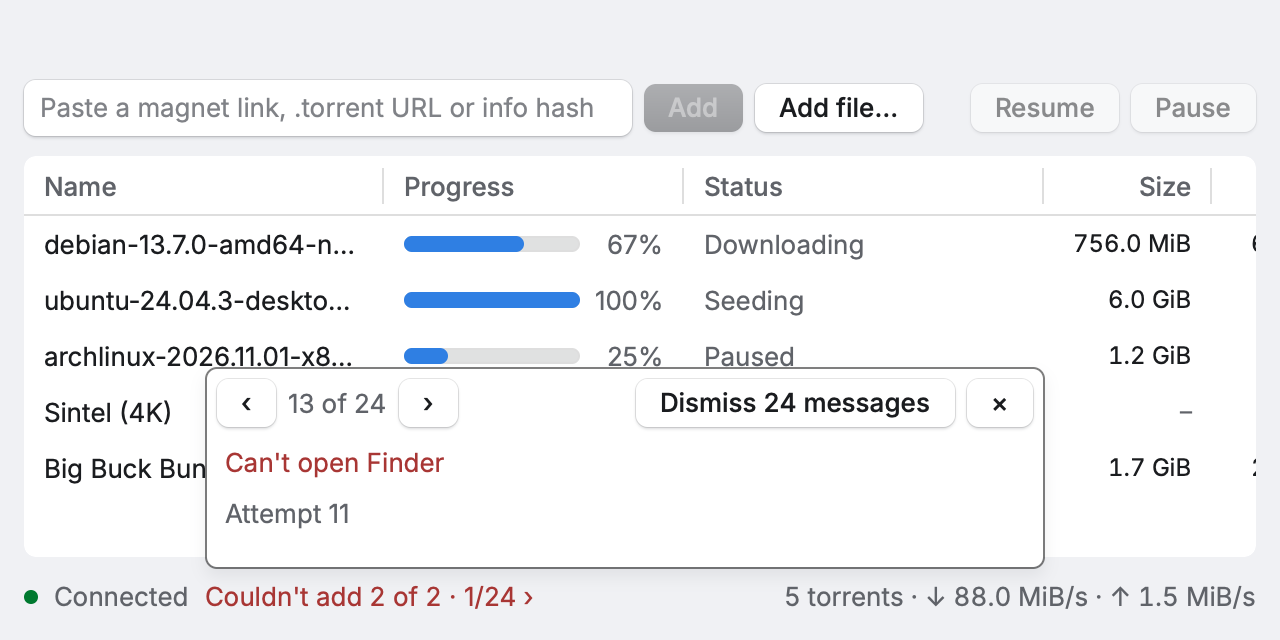 Paste a magnet link, .torrent URL or info hash Add Add file... Resume Pause
Name Progress Status Size
debian-13.7.0-amd64-n... 67% Downloading 756.0 MiB
ubuntu-24.04.3-deskto... 100% Seeding 6.0 GiB
archlinux-2026.11.01-x8... 25% Paused 1.2 GiB
Sintel (4K) –
Big Buck Bun 1.7 GiB
‹ 13 of 24 › Dismiss 24 messages ×
Can't open Finder
Attempt 11
Connected Couldn't add 2 of 2 · 1/24 › 5 torrents · ↓ 88.0 MiB/s · ↑ 1.5 MiB/s